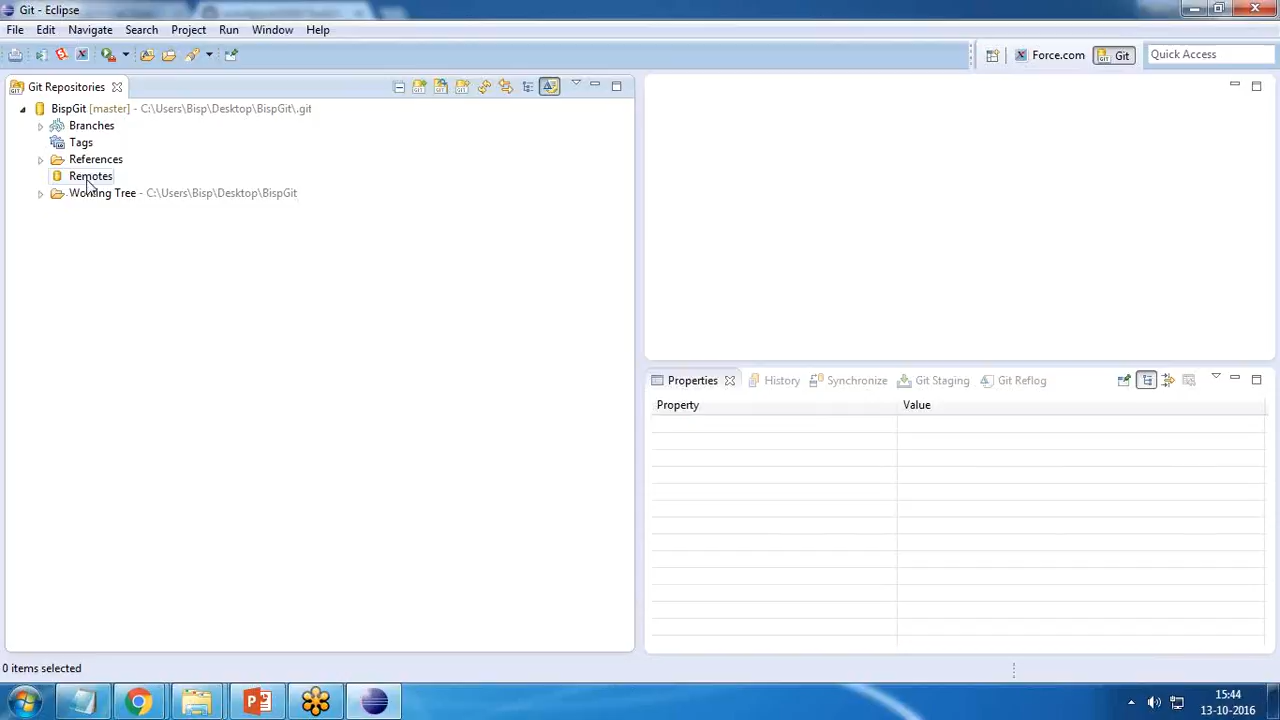 Git - Eclipse
File Edit Navigate Search Project Run Window Help
Force.com Git Quick Access
Git Repositories
BispGit [master] - C:\Users\Bisp\Desktop\BispGit\.git
Branches
Tags
References
Remotes
Working Tree - C:\Users\Bisp\Desktop\BispGit
Properties History Synchronize Git Staging Git Reflog
Property Value
0 items selected
15:44
13-10-2016